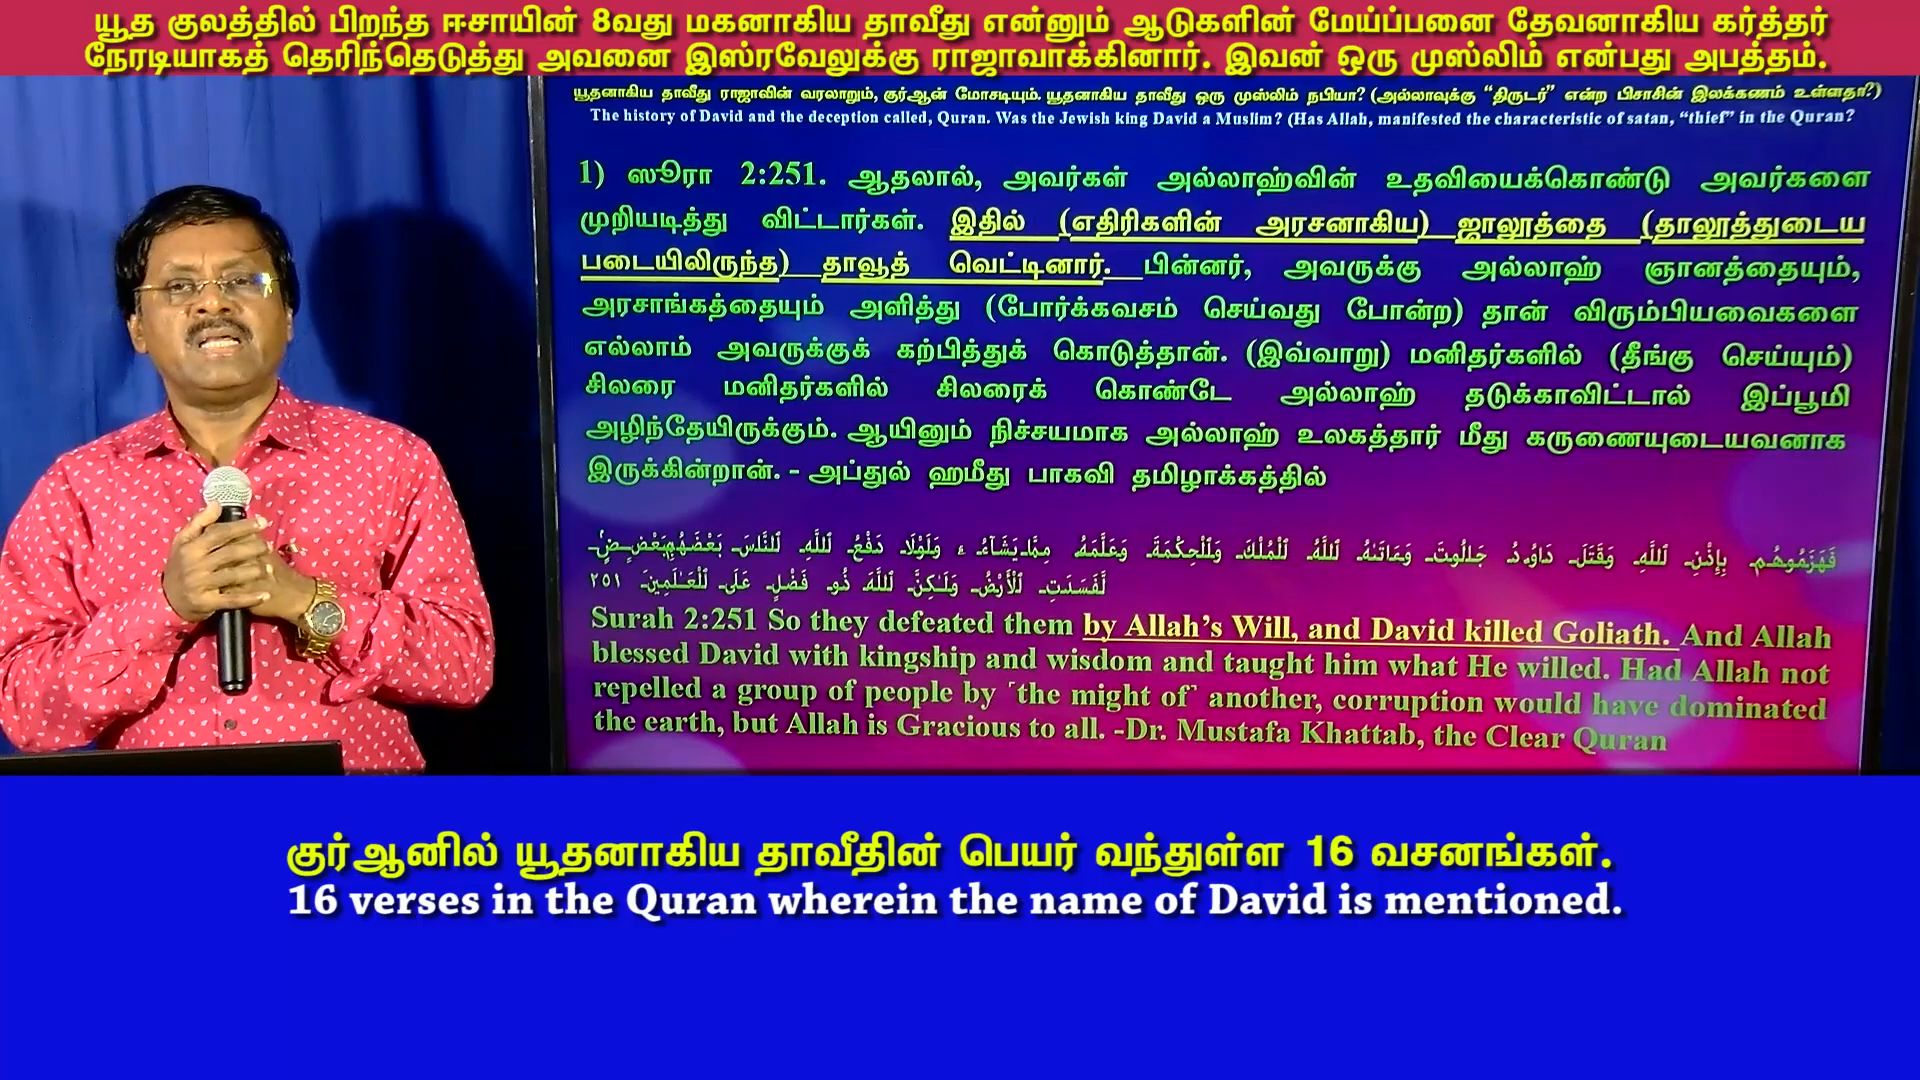 யூத குலத்தில் பிறந்த ஈசாயின் 8வது மகனாகிய தாவீது என்னும் ஆடுகளின் மேய்ப்பனை தேவனாகிய கர்த்தர்
நேரடியாகத் தெரிந்தெடுத்து அவனை இஸ்ரவேலுக்கு ராஜாவாக்கினார். இவன் ஒரு முஸ்லிம் என்பது அபத்தம்.
யூதனாகிய தாவீது ராஜாவின் வரலாறும், குர்ஆன் மோசடியும். யூதனாகிய தாவீது ஒரு முஸ்லிம் நபியா? (அல்லாவுக்கு “திருடர்” என்ற பிசாசின் இலக்கணம் உள்ளதா?)
The history of David and the deception called, Quran. Was the Jewish king David a Muslim? (Has Allah, manifested the characteristic of satan, “thief” in the Quran?
1) ஸூரா 2:251. ஆதலால், அவர்கள் அல்லாஹ்வின் உதவியைக்கொண்டு அவர்களை
முறியடித்து விட்டார்கள். இதில் (எதிரிகளின் அரசனாகிய) ஜாலூத்தை (தாலூத்துடைய
படையிலிருந்த) தாவூத் வெட்டினார். பின்னர், அவருக்கு அல்லாஹ் ஞானத்தையும்,
அரசாங்கத்தையும் அளித்து (போர்க்கவசம் செய்வது போன்ற) தான் விரும்பியவைகளை
எல்லாம் அவருக்குக் கற்பித்துக் கொடுத்தான். (இவ்வாறு) மனிதர்களில் (தீங்கு செய்யும்)
சிலரை மனிதர்களில் சிலரைக் கொண்டே அல்லாஹ் தடுக்காவிட்டால் இப்பூமி
அழிந்தேயிருக்கும். ஆயினும் நிச்சயமாக அல்லாஹ் உலகத்தார் மீது கருணையுடையவனாக
இருக்கின்றான். - அப்துல் ஹமீது பாகவி தமிழாக்கத்தில்
فَهَزَمُوهُم بِإِذْنِ ٱللَّهِ وَقَتَلَ دَاوُۥدُ جَالُوتَ وَءَاتَىٰهُ ٱللَّهُ ٱلْمُلْكَ وَٱلْحِكْمَةَ وَعَلَّمَهُۥ مِمَّا يَشَآءُ ۗ وَلَوْلَا دَفْعُ ٱللَّهِ ٱلنَّاسَ بَعْضَهُم بِبَعْضٍۢ
لَّفَسَدَتِ ٱلْأَرْضُ وَلَـٰكِنَّ ٱللَّهَ ذُو فَضْلٍ عَلَى ٱلْعَـٰلَمِينَ ٢٥١
Surah 2:251 So they defeated them by Allah’s Will, and David killed Goliath. And Allah
blessed David with kingship and wisdom and taught him what He willed. Had Allah not
repelled a group of people by ˹the might of˺ another, corruption would have dominated
the earth, but Allah is Gracious to all. -Dr. Mustafa Khattab, the Clear Quran
குர்ஆனில் யூதனாகிய தாவீதின் பெயர் வந்துள்ள 16 வசனங்கள்.
16 verses in the Quran wherein the name of David is mentioned.